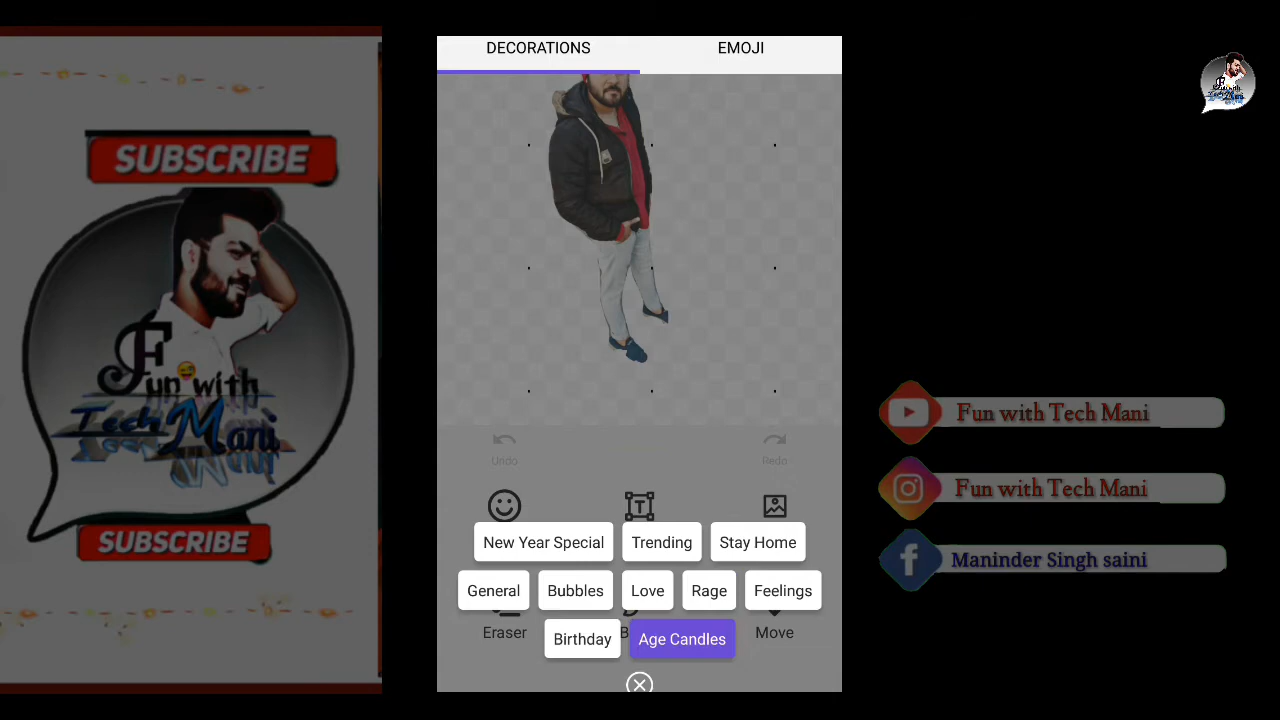 DECORATIONS EMOJI
SUBSCRIBE
Fun with
Tech Mani
SUBSCRIBE
Undo Redo
New Year Special Trending Stay Home
General Bubbles Love Rage Feelings
Eraser B Move
Birthday Age Candles
Fun with Tech Mani
Fun with Tech Mani
Maninder Singh saini